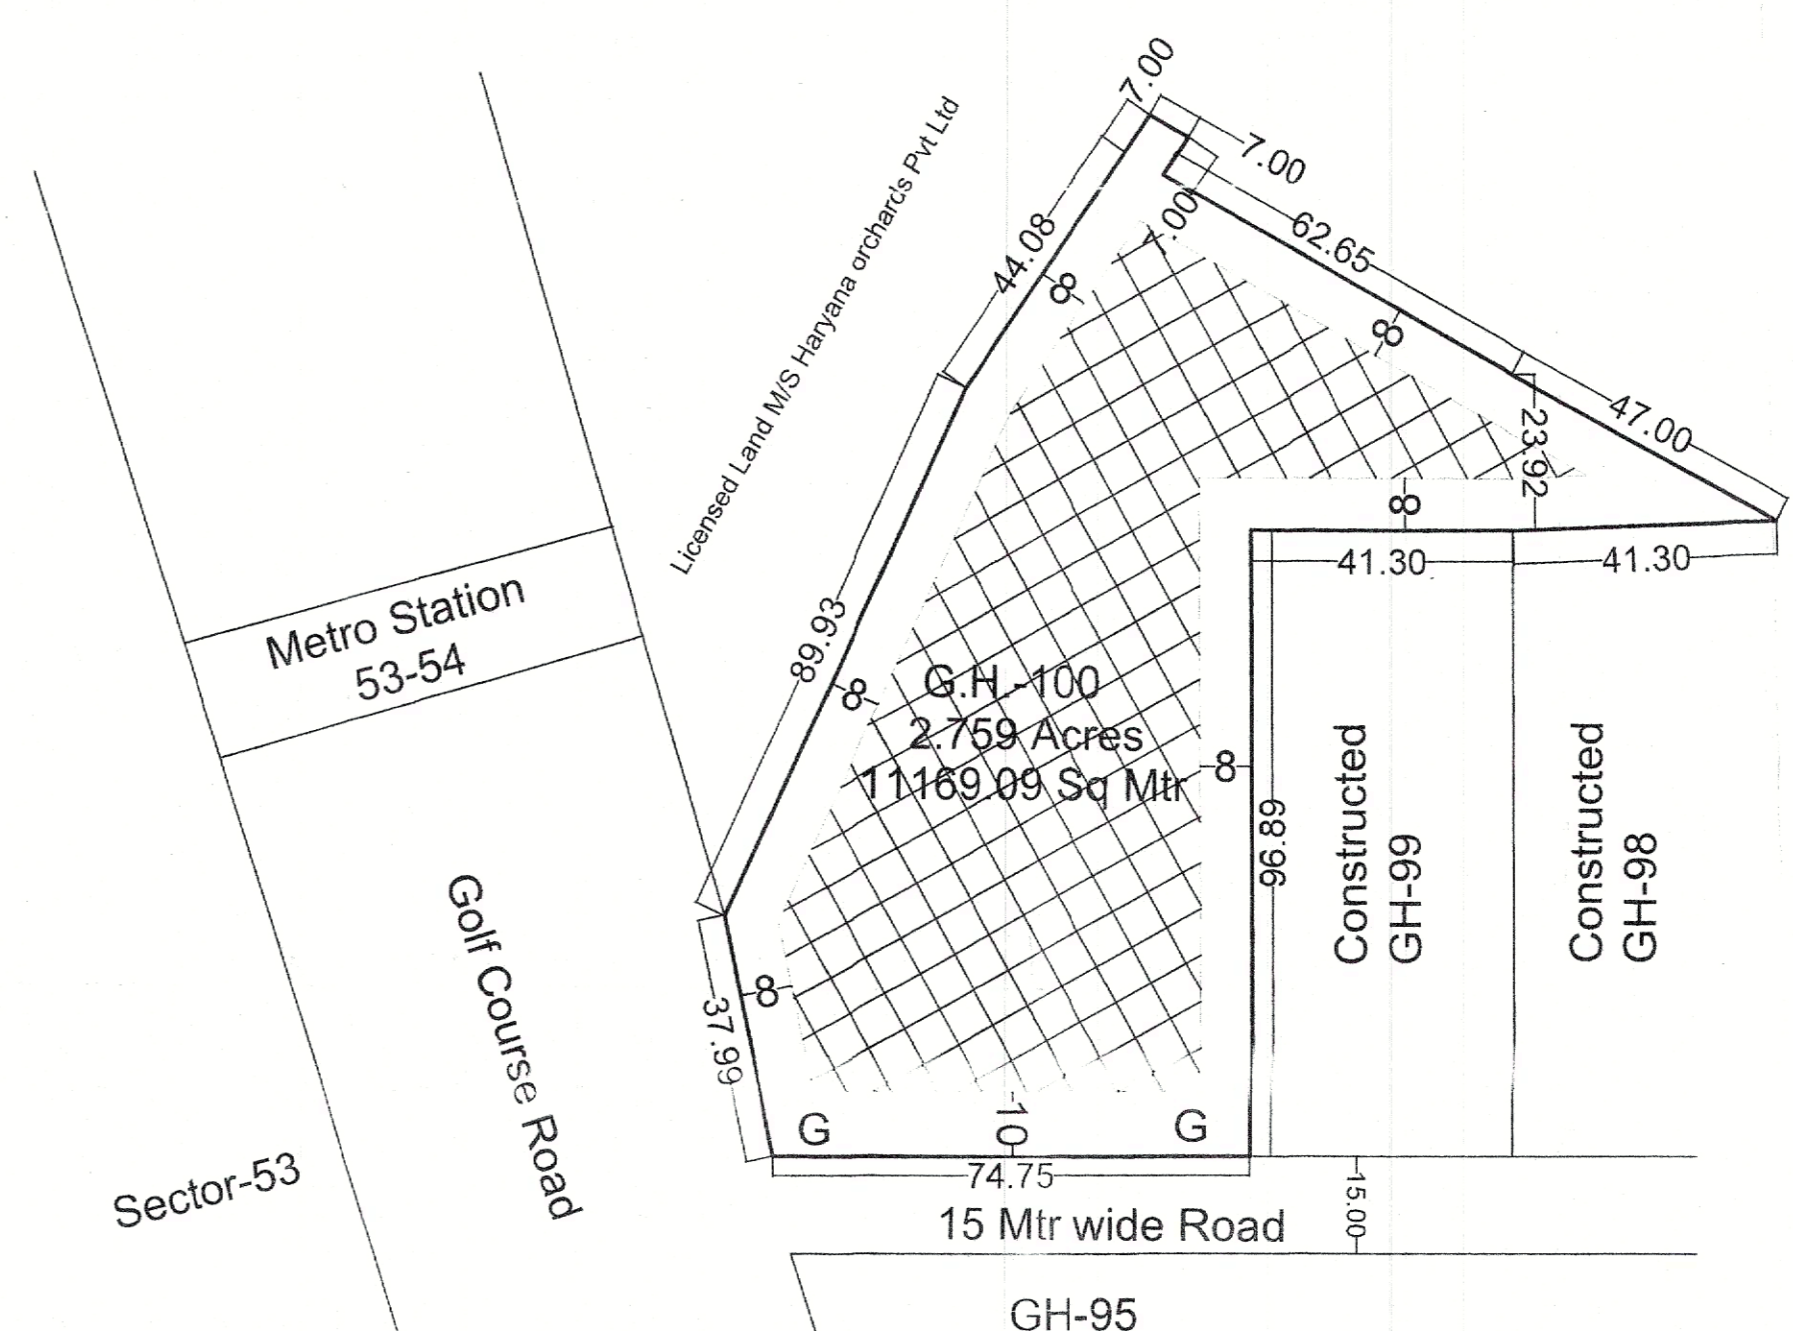 7.00
7.00
7.00
62.65
47.00
44.08
89.93
37.99
23.92
41.30
41.30
96.89
74.75
15.00
8
8
8
8
8
8
10
Licensed Land M/S Haryana orchards Pvt Ltd
Metro Station
53-54
G.H.-100
2.759 Acres
11169.09 Sq Mtr
Constructed
GH-99
Constructed
GH-98
Golf Course Road
Sector-53
G
G
15 Mtr wide Road
GH-95